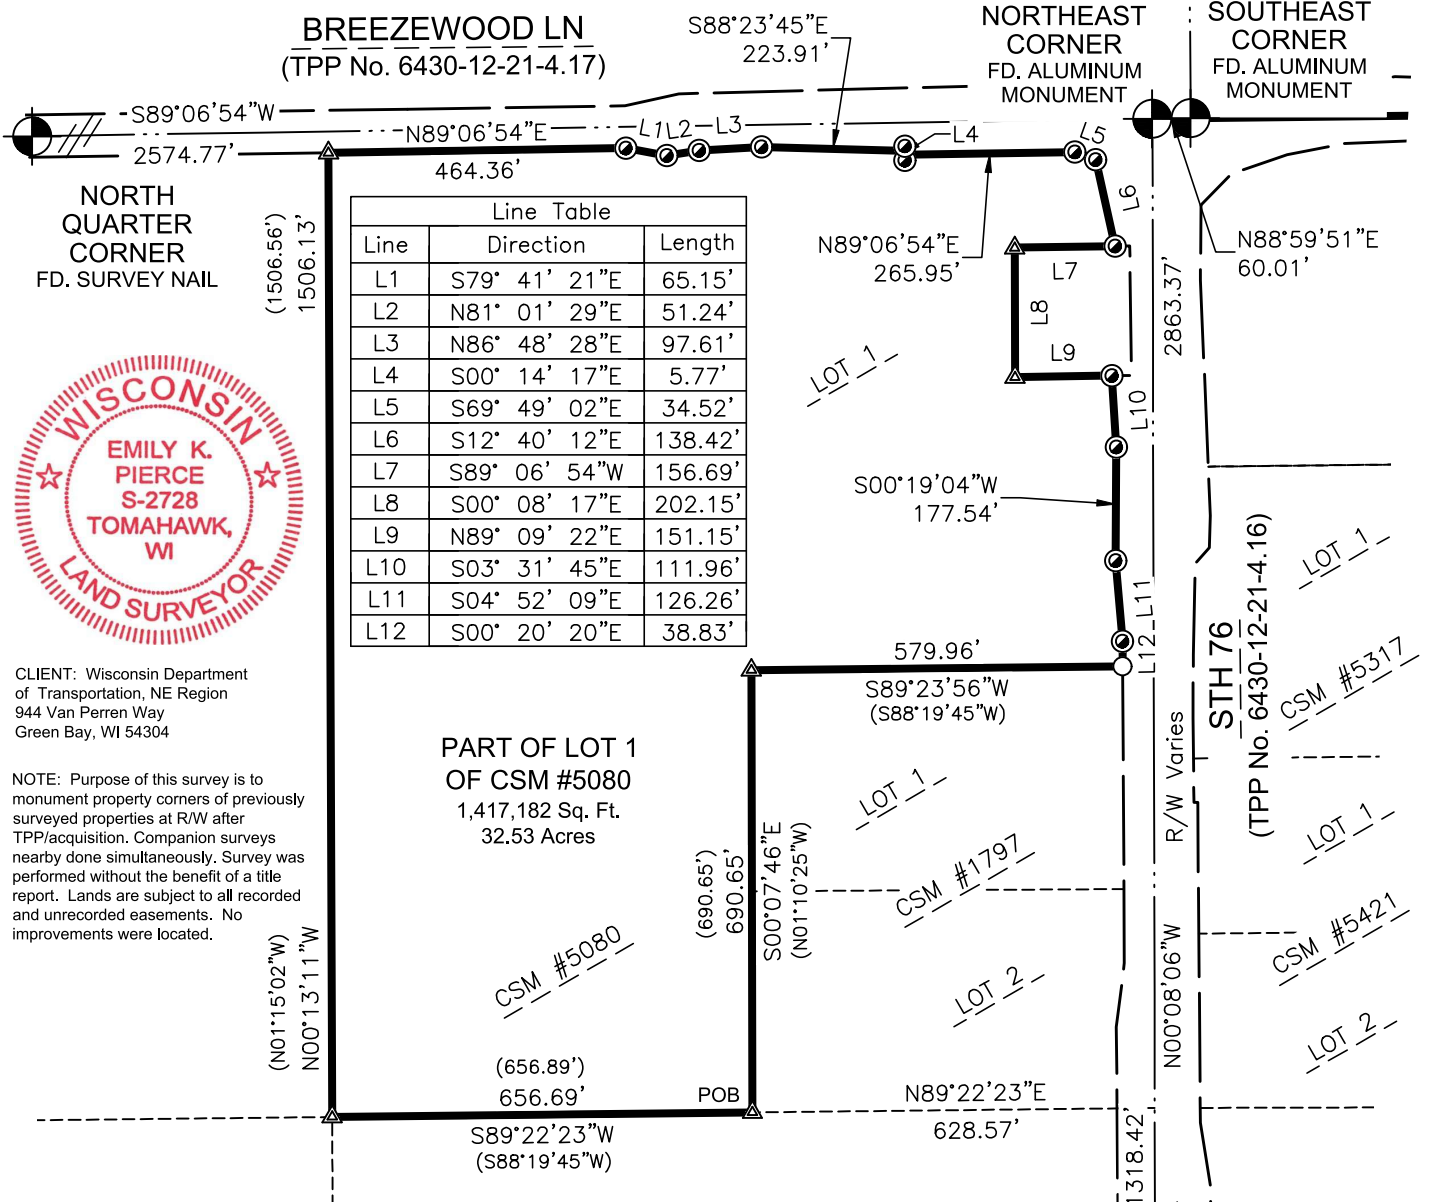 BREEZEWOOD LN
(TPP No. 6430-12-21-4.17)
S88°23'45"E
223.91'
NORTHEAST
CORNER
FD. ALUMINUM
MONUMENT
SOUTHEAST
CORNER
FD. ALUMINUM
MONUMENT
S89°06'54"W
2574.77'
N89°06'54"E
464.36'
L1
L2
L3
L4
L5
L6
NORTH
QUARTER
CORNER
FD. SURVEY NAIL
(1506.56')
1506.13'
N89°06'54"E
265.95'
L7
L8
L9
N88°59'51"E
60.01'
2863.37'
Line Table
Line Direction Length
L1 S79° 41' 21"E 65.15'
L2 N81° 01' 29"E 51.24'
L3 N86° 48' 28"E 97.61'
L4 S00° 14' 17"E 5.77'
L5 S69° 49' 02"E 34.52'
L6 S12° 40' 12"E 138.42'
L7 S89° 06' 54"W 156.69'
L8 S00° 08' 17"E 202.15'
L9 N89° 09' 22"E 151.15'
L10 S03° 31' 45"E 111.96'
L11 S04° 52' 09"E 126.26'
L12 S00° 20' 20"E 38.83'
LOT 1
L10
S00°19'04"W
177.54'
L11
L12
WISCONSIN
EMILY K.
PIERCE
S-2728
TOMAHAWK,
WI
LAND SURVEYOR
CLIENT: Wisconsin Department
of Transportation, NE Region
944 Van Perren Way
Green Bay, WI 54304
NOTE: Purpose of this survey is to
monument property corners of previously
surveyed properties at R/W after
TPP/acquisition. Companion surveys
nearby done simultaneously. Survey was
performed without the benefit of a title
report. Lands are subject to all recorded
and unrecorded easements. No
improvements were located.
579.96'
S89°23'56"W
(S88°19'45"W)
PART OF LOT 1
OF CSM #5080
1,417,182 Sq. Ft.
32.53 Acres
(690.65')
690.65'
S00°07'46"E
(N01°10'25"W)
LOT 1
CSM #1797
LOT 2
R/W Varies
STH 76
(TPP No. 6430-12-21-4.16)
LOT 1
CSM #5317
LOT 1
CSM #5421
LOT 2
N00°08'06"W
(N01°15'02"W)
N00°13'11"W
CSM #5080
(656.89')
656.69'
POB
S89°22'23"W
(S88°19'45"W)
N89°22'23"E
628.57'
1318.42'